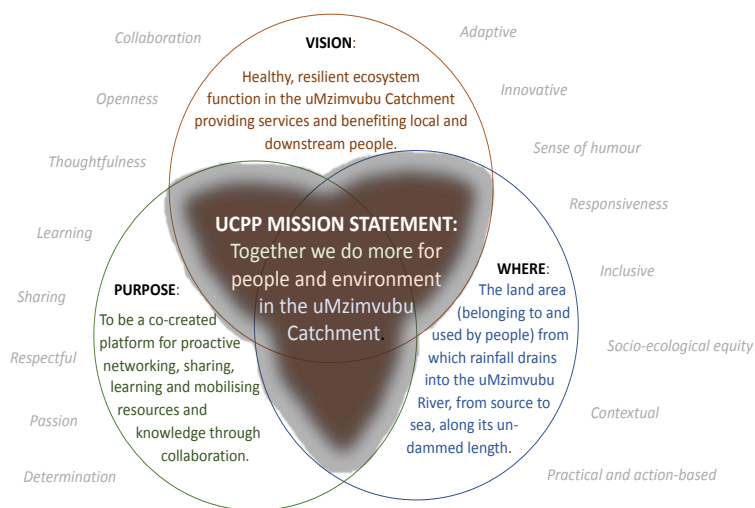 Collaboration
Openness
Thoughtfulness
Learning
Sharing
Respectful
Passion
Determination
VISION:
Healthy, resilient ecosystem
function in the uMzimvubu Catchment
providing services and benefiting local and
downstream people.
UCPP MISSION STATEMENT:
Together we do more for
people and environment
in the uMzimvubu
Catchment.
PURPOSE:
To be a co-created
platform for proactive
networking, sharing,
learning and mobilising
resources and
knowledge through
collaboration.
WHERE:
The land area
(belonging to and
used by people) from
which rainfall drains
into the uMzimvubu
River, from source to
sea, along its un-
dammed length.
Adaptive
Innovative
Sense of humour
Responsiveness
Inclusive
Socio-ecological equity
Contextual
Practical and action-based